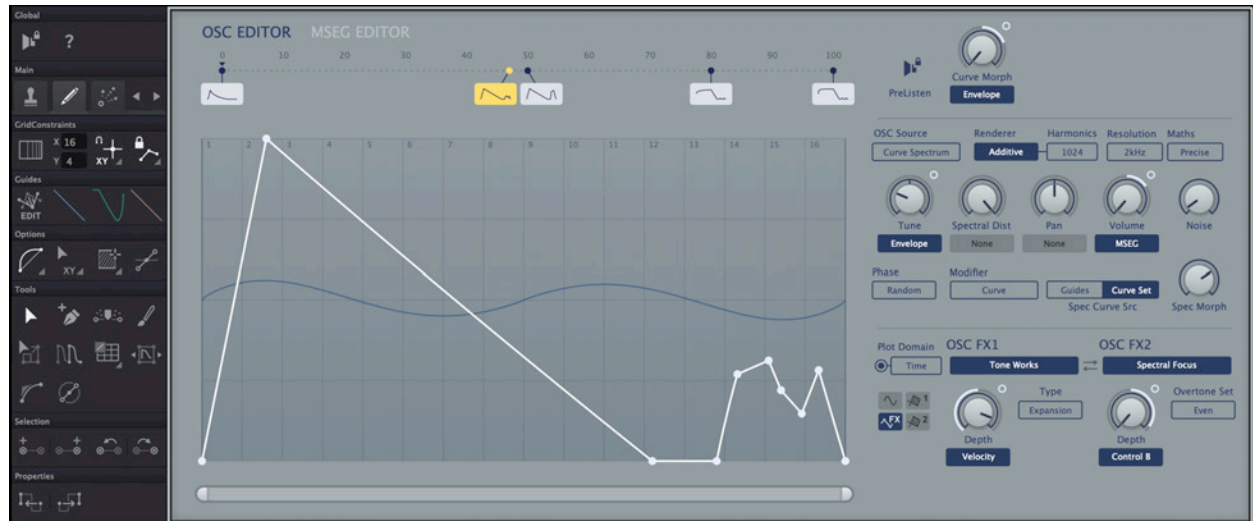 Global
?
Main
GridConstraints
X 16
Y 4
XY
Guides
EDIT
Options
XY
Tools
Selection
Properties
OSC EDITOR MSEG EDITOR
0 10 20 30 40 50 60 70 80 90 100
1 2 3 4 5 6 7 8 9 10 11 12 13 14 15 16
PreListen
Curve Morph
Envelope
OSC Source Renderer Harmonics Resolution Maths
Curve Spectrum Additive 1024 2kHz Precise
Tune Spectral Dist Pan Volume Noise
Envelope None None MSEG
Phase Modifier
Random Curve Guides Curve Set
Spec Curve Src Spec Morph
Plot Domain OSC FX1 OSC FX2
Time Tone Works Spectral Focus
1
FX 2
Type Overtone Set
Expansion Even
Depth Depth
Velocity Control B